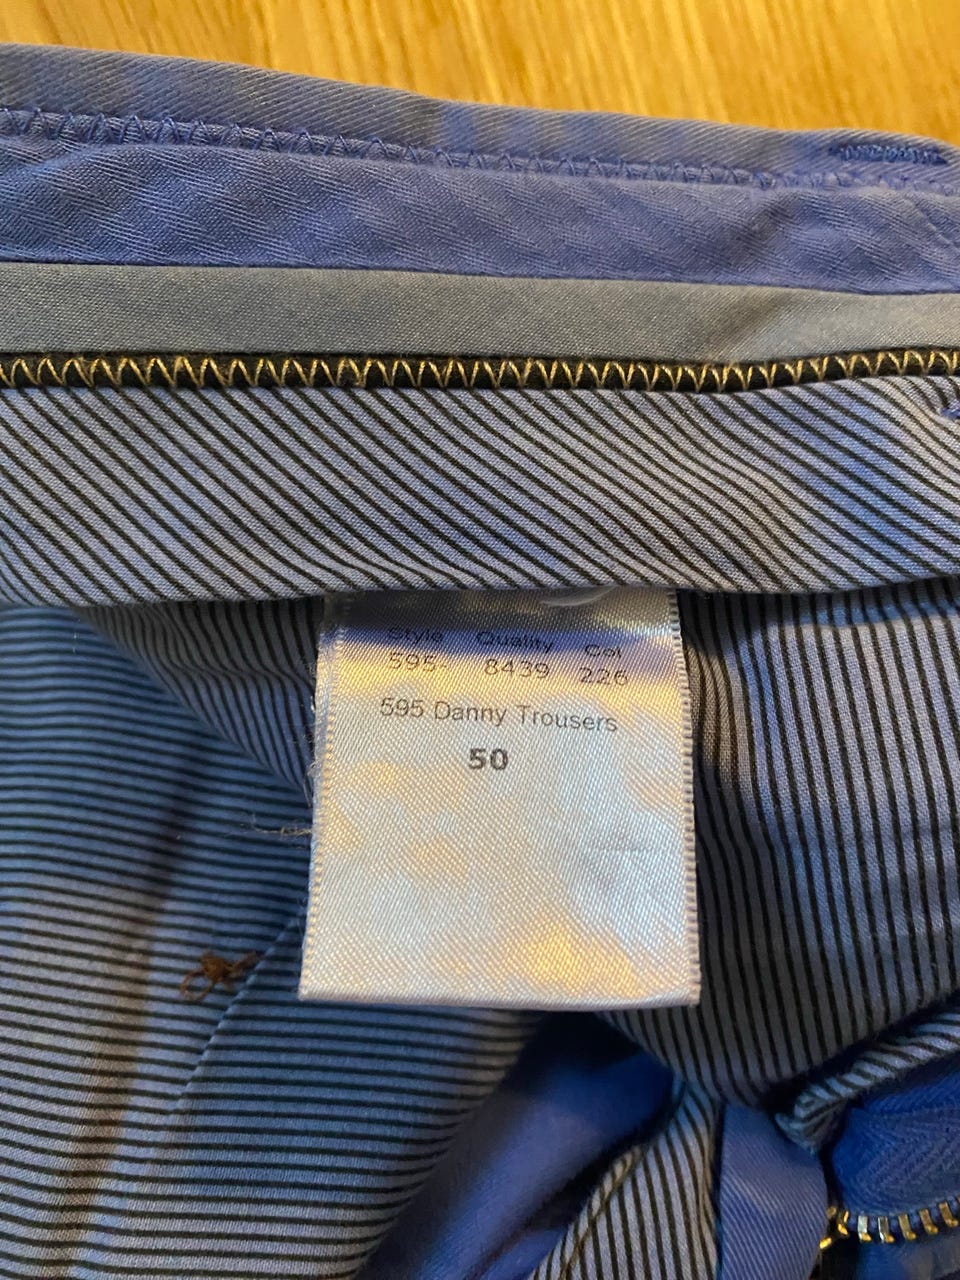 Style Quality Col
595- 8439 226
595 Danny Trousers
50